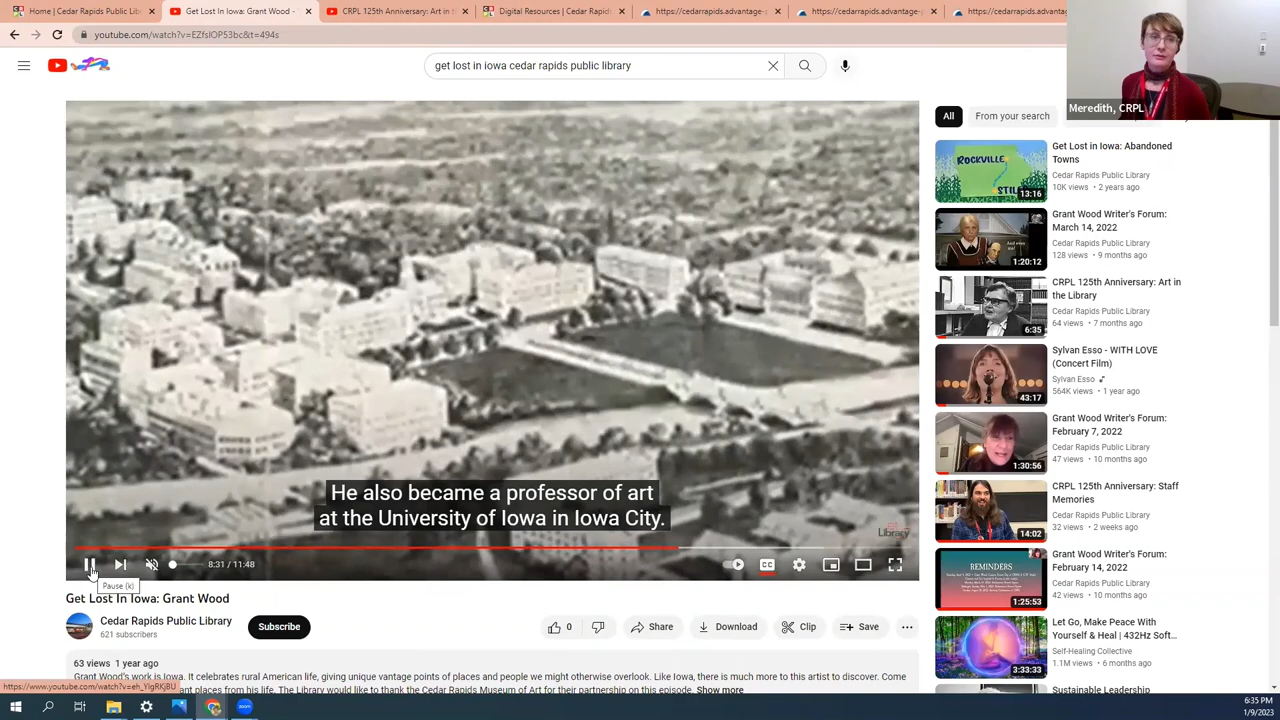 Home | Cedar Rapids Public Libra
Get Lost In Iowa: Grant Wood -
CRPL 125th Anniversary: Art in t
Digital Resources | Cedar Rapids
https://cedarrapids.advantage-
https://cedarrapids.advantage-
https://cedarrapids.advanta
youtube.com/watch?v=EZfsIOP53bc&t=494s
get lost in iowa cedar rapids public library
Meredith, CRPL
All
From your search
He also became a professor of art
at the University of Iowa in Iowa City.
Library
8:31 / 11:48
CC
Pause (k)
Get Lost In Iowa: Grant Wood
Cedar Rapids Public Library
621 subscribers
Subscribe
0
Share
Download
Clip
Save
63 views 1 year ago
Grant Wood's work is Iowa. It celebrates rural American life, giving unique vantage points of places and people we might otherwise overlook. Like Iowa, there is much more to this artist to discover. Come
ant places from his life. The Library would like to thank the Cedar Rapids Museum of Art for their partnership on this episode. Show more
https://www.youtube.com/watch?v=eh_YlgRKJ8U
ROCKVILLE
STIL
13:16
Get Lost in Iowa: Abandoned
Towns
Cedar Rapids Public Library
10K views • 2 years ago
1:20:12
Grant Wood Writer's Forum:
March 14, 2022
Cedar Rapids Public Library
128 views • 9 months ago
6:35
CRPL 125th Anniversary: Art in
the Library
Cedar Rapids Public Library
64 views • 7 months ago
43:17
Sylvan Esso - WITH LOVE
(Concert Film)
Sylvan Esso
564K views • 1 year ago
1:30:56
Grant Wood Writer's Forum:
February 7, 2022
Cedar Rapids Public Library
47 views • 10 months ago
14:02
CRPL 125th Anniversary: Staff
Memories
Cedar Rapids Public Library
32 views • 2 weeks ago
REMINDERS
1:25:53
Grant Wood Writer's Forum:
February 14, 2022
Cedar Rapids Public Library
42 views • 10 months ago
3:33:33
Let Go, Make Peace With
Yourself & Heal | 432Hz Soft...
Self-Healing Collective
1.1M views • 6 months ago
Sustainable Leadership
zoom
6:35 PM
1/9/2023